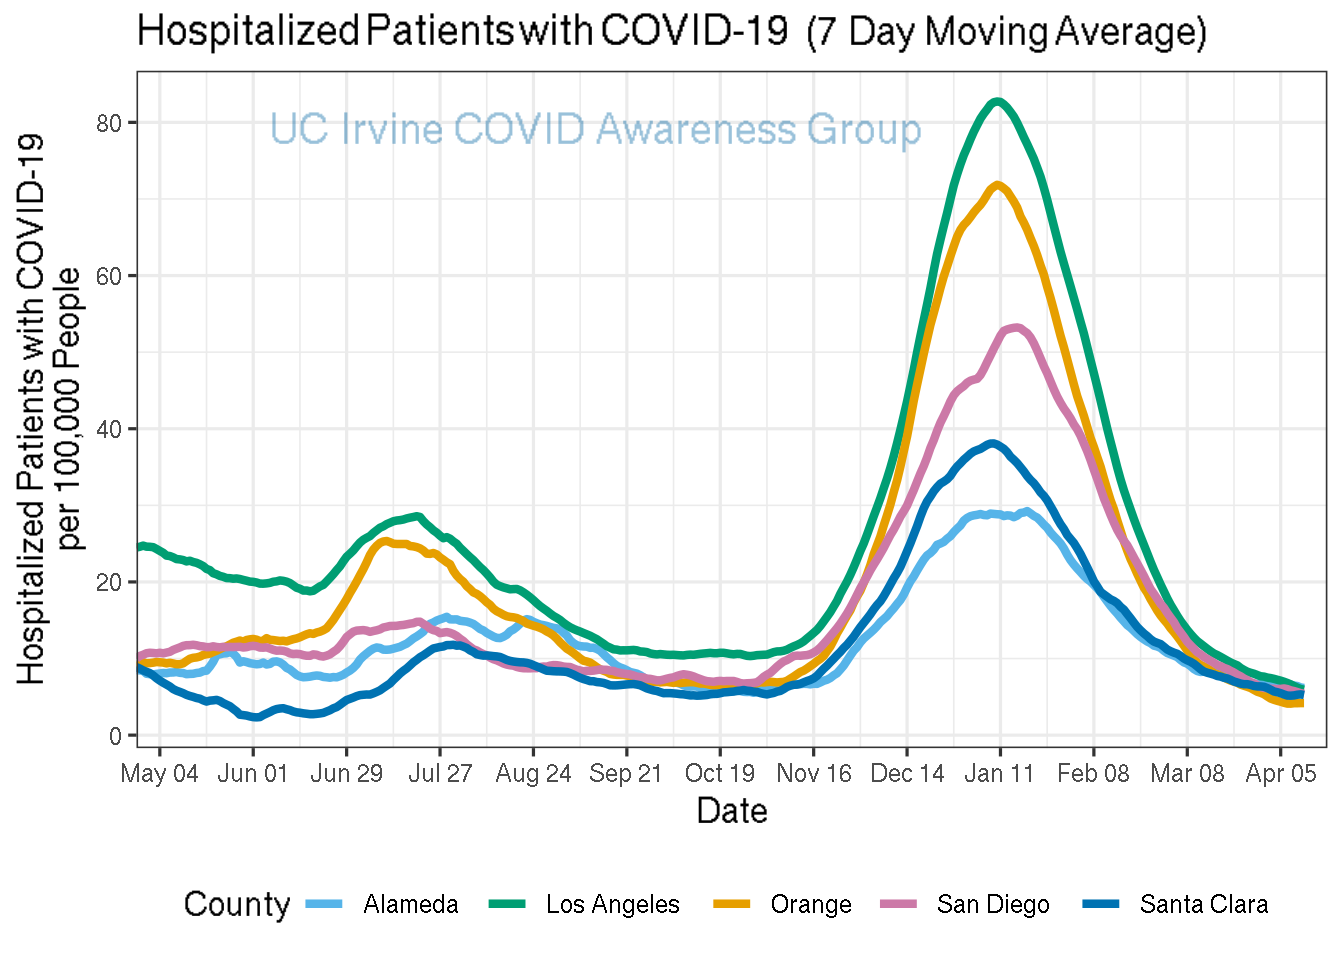 Hospitalized Patients with COVID-19 (7 Day Moving Average)
UC Irvine COVID Awareness Group
Hospitalized Patients with COVID-19
per 100,000 People
80
60
40
20
0
May 04 Jun 01 Jun 29 Jul 27 Aug 24 Sep 21 Oct 19 Nov 16 Dec 14 Jan 11 Feb 08 Mar 08 Apr 05
Date
County Alameda Los Angeles Orange San Diego Santa Clara